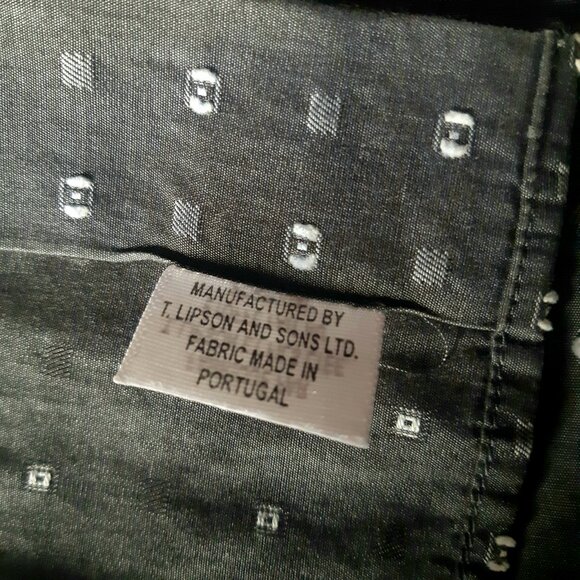 MANUFACTURED BY
T. LIPSON AND SONS LTD.
FABRIC MADE IN
PORTUGAL